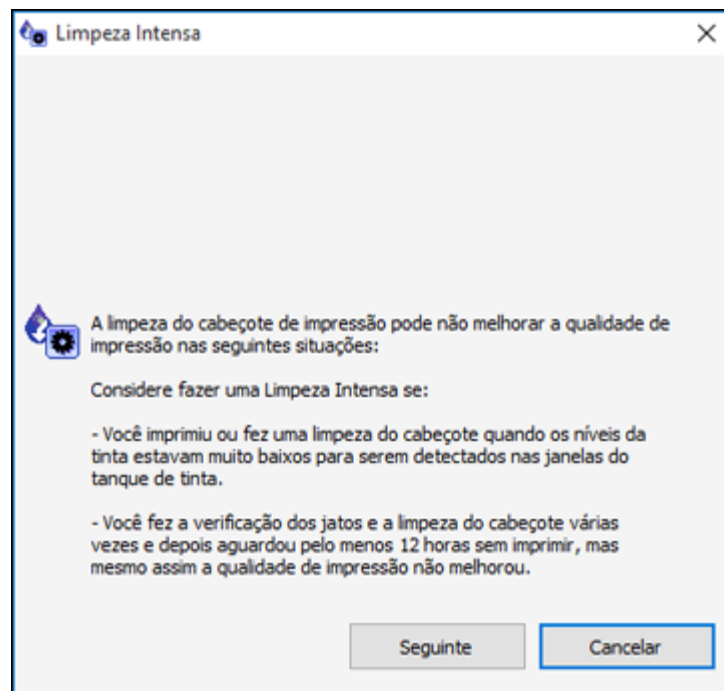 Limpeza Intensa
A limpeza do cabeçote de impressão pode não melhorar a qualidade de
impressão nas seguintes situações:
Considere fazer uma Limpeza Intensa se:
- Você imprimiu ou fez uma limpeza do cabeçote quando os níveis da
tinta estavam muito baixos para serem detectados nas janelas do
tanque de tinta.
- Você fez a verificação dos jatos e a limpeza do cabeçote várias
vezes e depois aguardou pelo menos 12 horas sem imprimir, mas
mesmo assim a qualidade de impressão não melhorou.
Seguinte
Cancelar